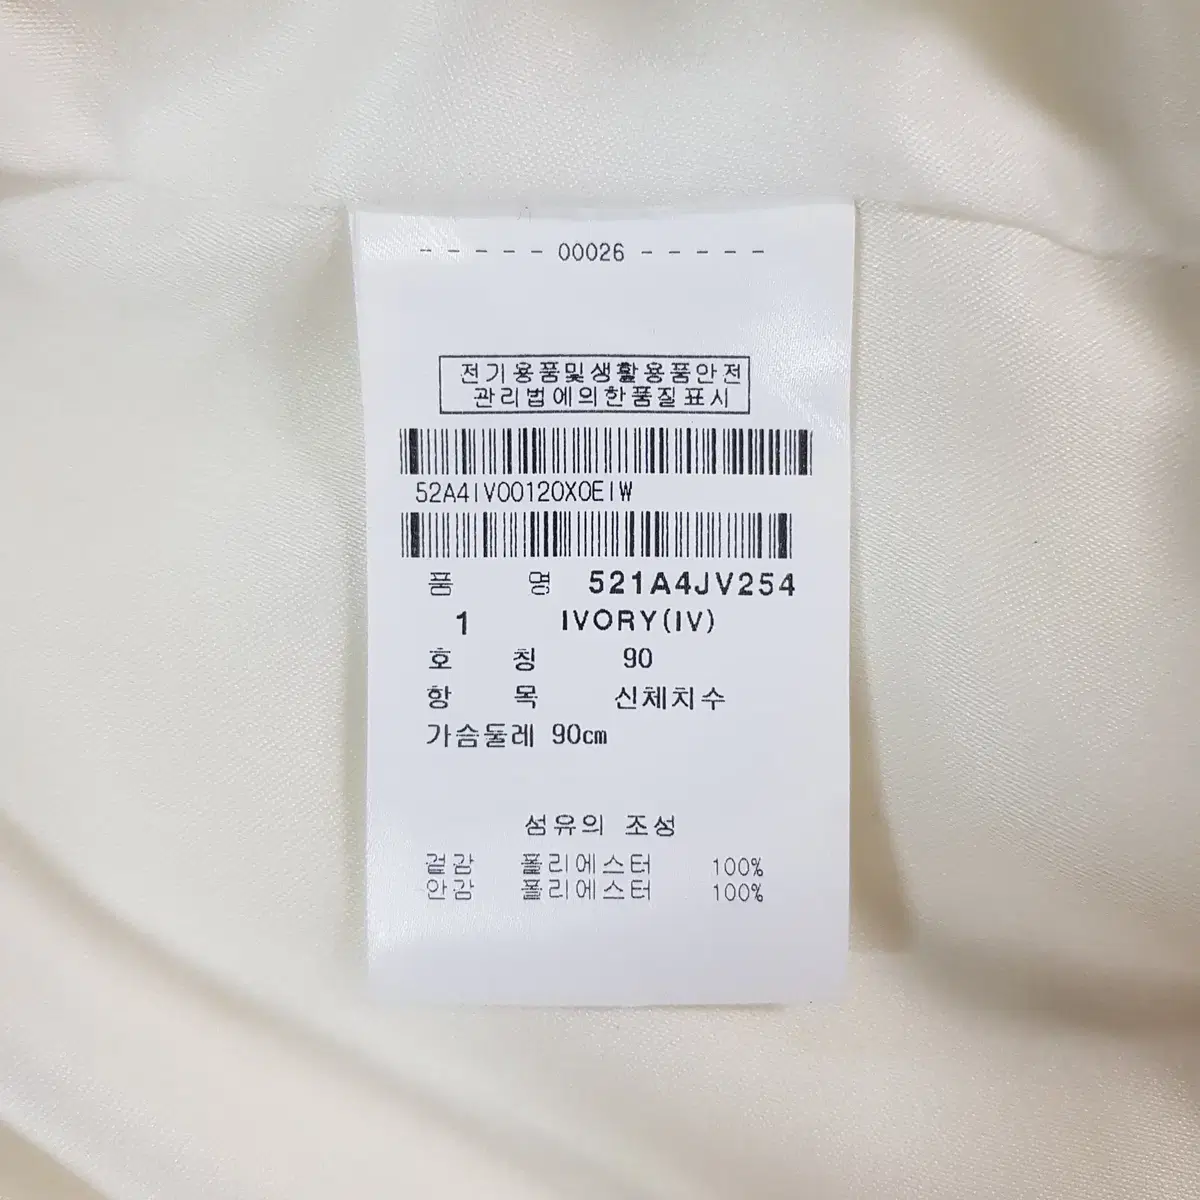 - - - - - 00026 - - - - -
전기용품및생활용품안전
관리법에의한품질표시
52A4IV00120X0EIW
품 명 521A4JV254
1 IVORY(IV)
호 칭 90
항 목 신체치수
가슴둘레 90cm
섬유의 조성
겉감 폴리에스터 100%
안감 폴리에스터 100%